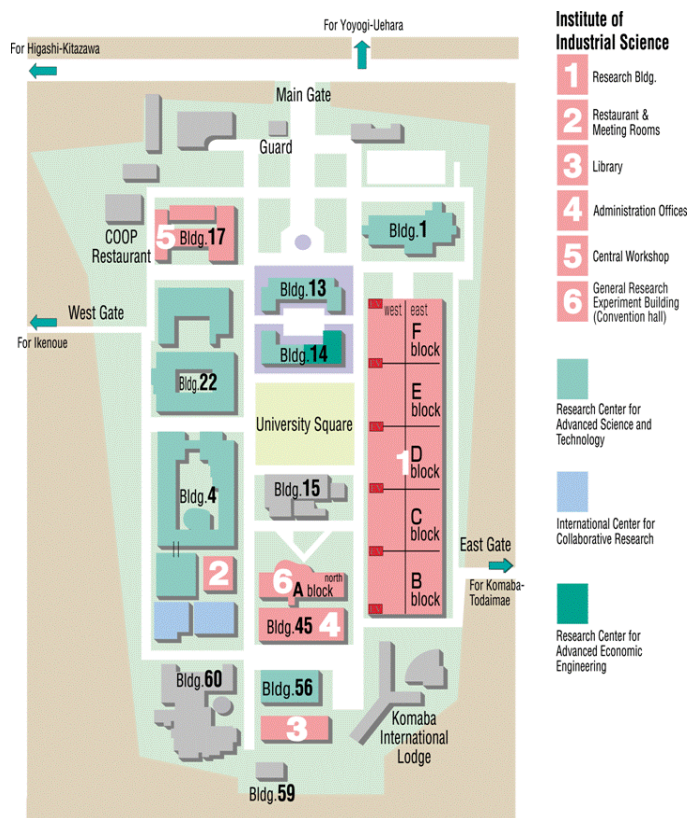 For Yoyogi-Uehara
For Higashi-Kitazawa
Main Gate
Guard
COOP
Restaurant
5
Bldg.17
Bldg.1
West Gate
For Ikenoue
Bldg.13
Bldg.14
west east
F
block
E
block
1
D
block
C
block
B
block
Bldg.22
University Square
Bldg.4
Bldg.15
East Gate
For Komaba-
Todaimae
2
6
north
A block
Bldg.45 4
Bldg.60
Bldg.56
3
Komaba
International
Lodge
Bldg.59
Institute of
Industrial Science
1 Research Bldg.
2 Restaurant &
Meeting Rooms
3 Library
4 Administration Offices
5 Central Workshop
6 General Research
Experiment Building
(Convention hall)
Research Center for
Advanced Science and
Technology
International Center for
Collaborative Research
Research Center for
Advanced Economic
Engineering